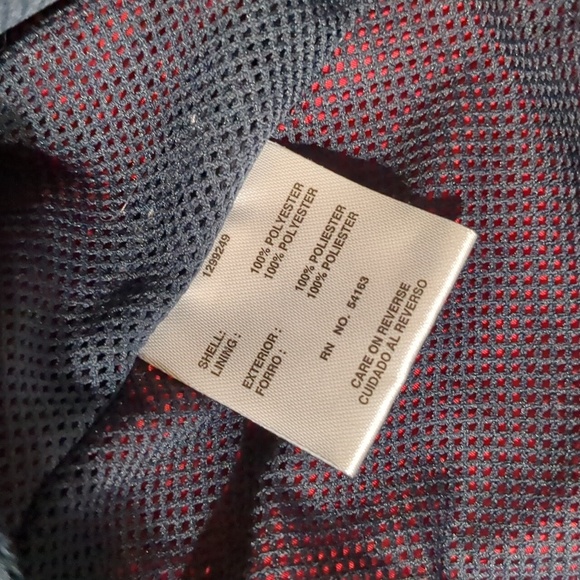 1299249
SHELL: 100% POLYESTER
LINING : 100% POLYESTER
EXTERIOR : 100% POLIESTER
FORRO : 100% POLIESTER
RN NO. 54163
CARE ON REVERSE
CUIDADO AL REVERSO